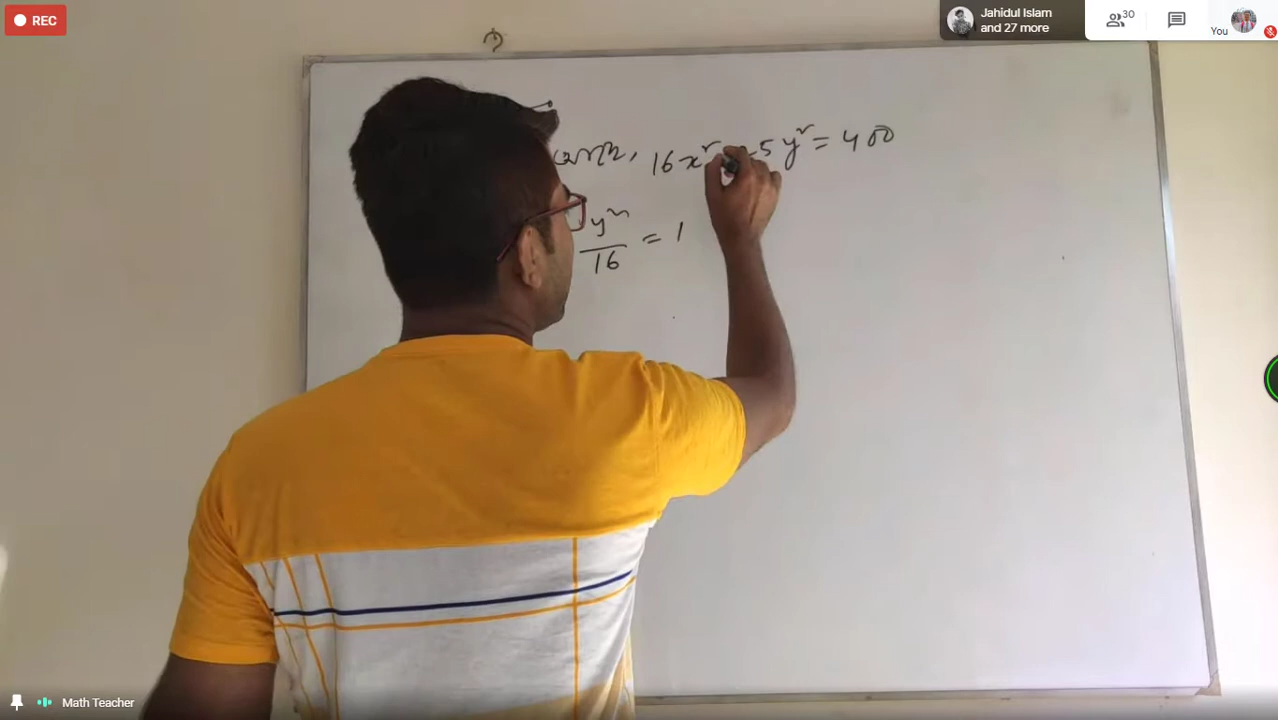 REC
Jahidul Islam
and 27 more
30
You
16x² 5y² = 400
y²/16 = 1
Math Teacher